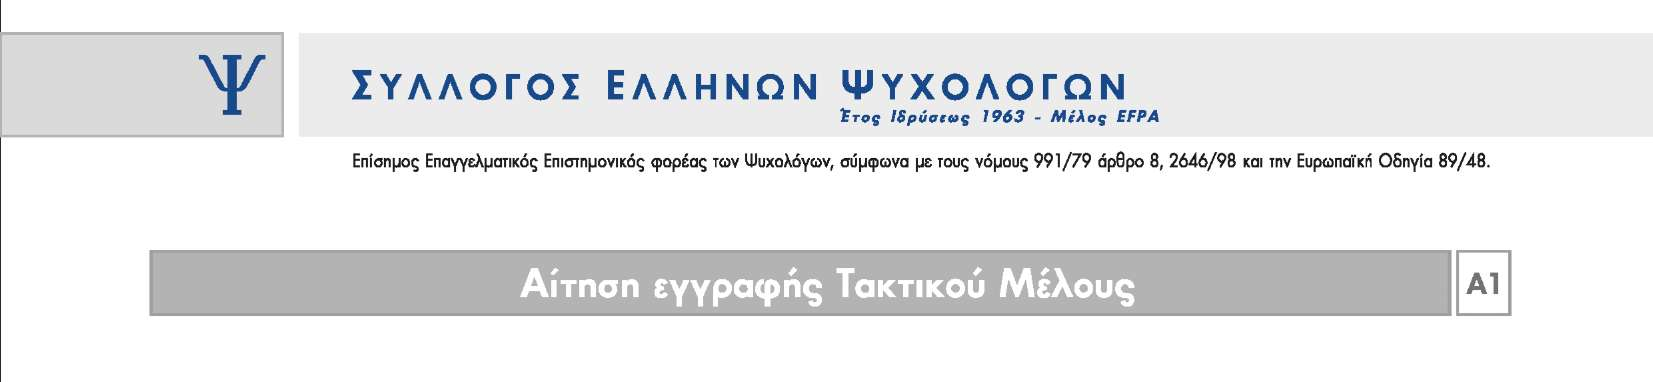 Ψ
ΣΥΛΛΟΓΟΣ ΕΛΛΗΝΩΝ ΨΥΧΟΛΟΓΩΝ
Έτος Ιδρύσεως 1963 - Μέλος EFPA
Επίσημος Επαγγελματικός Επιστημονικός φορέας των Ψυχολόγων, σύμφωνα με τους νόμους 991/79 άρθρο 8, 2646/98 και την Ευρωπαϊκή Οδηγία 89/48.
Αίτηση εγγραφής Τακτικού Μέλους
Α1